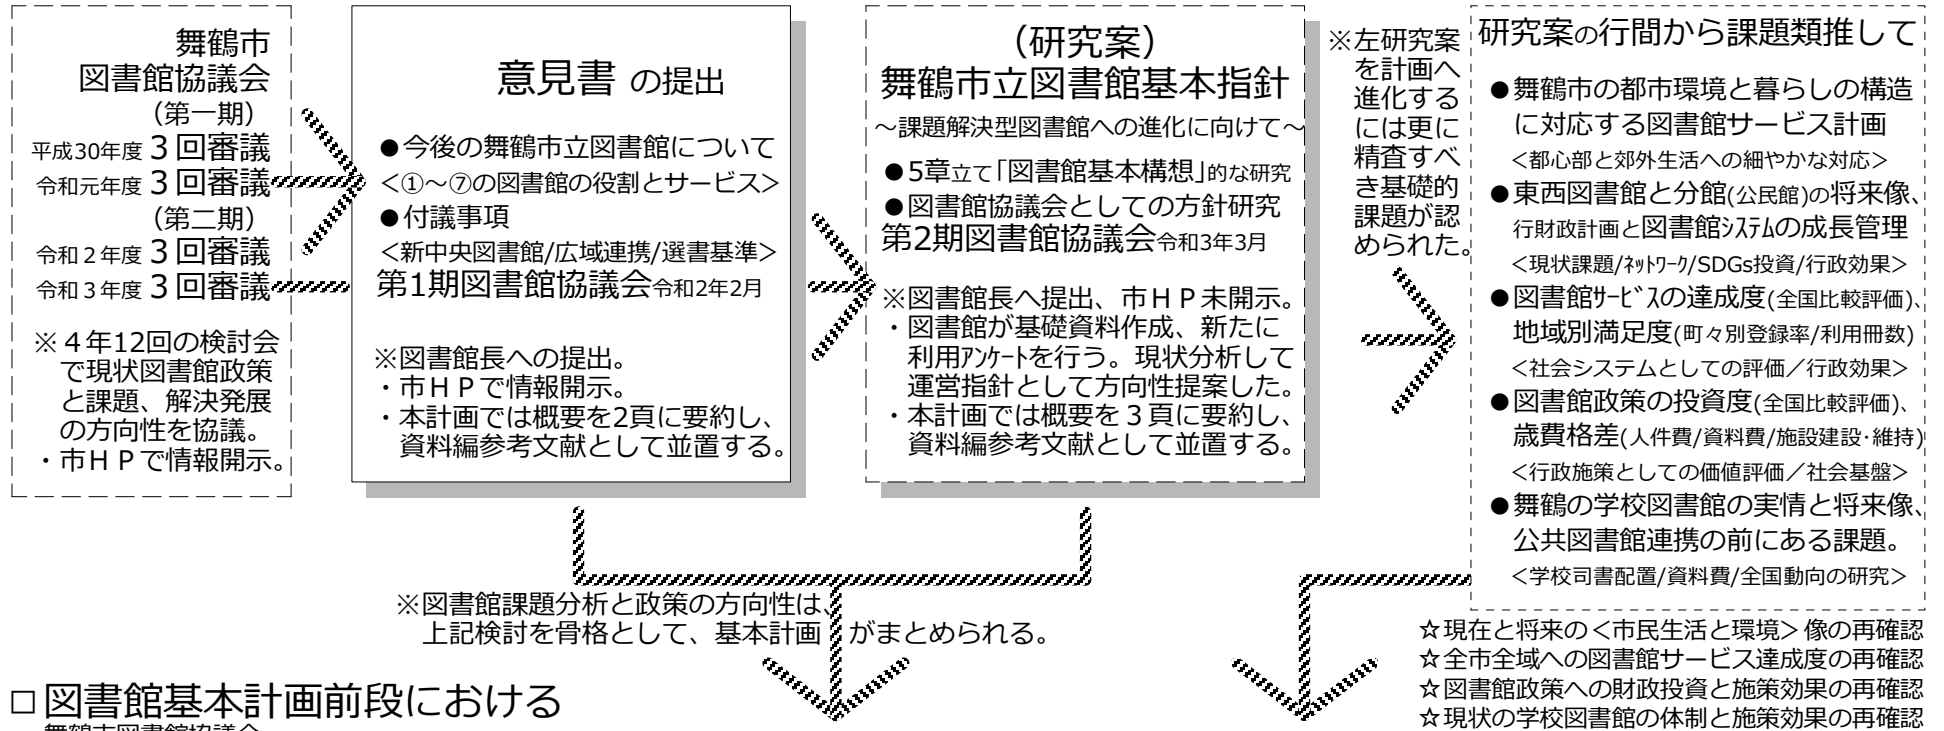 舞鶴市
図書館協議会
(第一期)
平成30年度 3回審議
令和元年度 3回審議
(第二期)
令和2年度 3回審議
令和3年度 3回審議
※4年12回の検討会
で現状図書館政策
と課題、解決発展
の方向性を協議。
・市HPで情報開示。
意見書 の提出
●今後の舞鶴市立図書館について
<①～⑦の図書館の役割とサービス>
●付議事項
<新中央図書館/広域連携/選書基準>
第1期図書館協議会令和2年2月
※図書館長への提出。
・市HPで情報開示。
・本計画では概要を2頁に要約し、
資料編参考文献として並置する。
(研究案)
舞鶴市立図書館基本指針
～課題解決型図書館への進化に向けて～
●5章立て「図書館基本構想」的な研究
●図書館協議会としての方針研究
第2期図書館協議会令和3年3月
※図書館長へ提出、市HP未開示。
・図書館が基礎資料作成、新たに
利用ｱﾝｹｰﾄを行う。現状分析して
運営指針として方向性提案した。
・本計画では概要を3頁に要約し、
資料編参考文献として並置する。
※左研究案
を計画へ
進化する
には更に
精査すべ
き基礎的
課題が認
められた。
研究案の行間から課題類推して
●舞鶴市の都市環境と暮らしの構造
に対応する図書館サービス計画
<都心部と郊外生活への細やかな対応>
●東西図書館と分館(公民館)の将来像、
行財政計画と図書館ｼｽﾃﾑの成長管理
<現状課題/ﾈｯﾄﾜｰｸ/SDGs投資/行政効果>
●図書館ｻｰﾋﾞｽの達成度(全国比較評価)、
地域別満足度(町々別登録率/利用冊数)
<社会システムとしての評価／行政効果>
●図書館政策の投資度(全国比較評価)、
歳費格差(人件費/資料費/施設建設･維持)
<行政施策としての価値評価／社会基盤>
●舞鶴の学校図書館の実情と将来像、
公共図書館連携の前にある課題。
<学校司書配置/資料費/全国動向の研究>
※図書館課題分析と政策の方向性は、
上記検討を骨格として、基本計画がまとめられる。
☆現在と将来の<市民生活と環境>像の再確認
☆全市全域への図書館サービス達成度の再確認
☆図書館政策への財政投資と施策効果の再確認
☆現状の学校図書館の体制と施策効果の再確認
□図書館基本計画前段における
舞鶴市図書館協議会